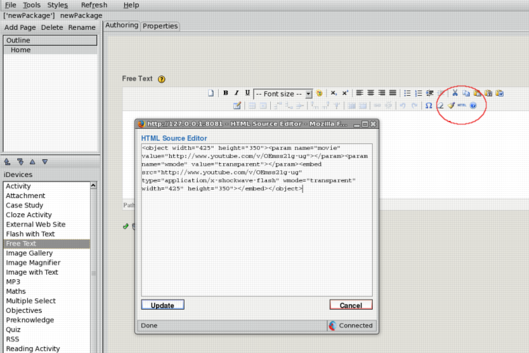 File Tools Styles Refresh Help
['newPackage'] newPackage
Add Page Delete Rename
Authoring Properties
Outline
Home
Free Text
-- Font size --
HTML
http://127.0.0.1:8081 - HTML Source Editor - Mozilla F...
HTML Source Editor
<object width="425" height="350"><param name="movie"
value="http://www.youtube.com/v/OEmss2lg-ug"></param><param
name="wmode" value="transparent"></param><embed
src="http://www.youtube.com/v/OEmss2lg-ug"
type="application/x-shockwave-flash" wmode="transparent"
width="425" height="350"></embed></object>
Update Cancel
Done Connected
iDevices
Activity
Attachment
Case Study
Cloze Activity
External Web Site
Flash with Text
Free Text
Image Gallery
Image Magnifier
Image with Text
MP3
Maths
Multiple Select
Objectives
Preknowledge
Quiz
RSS
Reading Activity